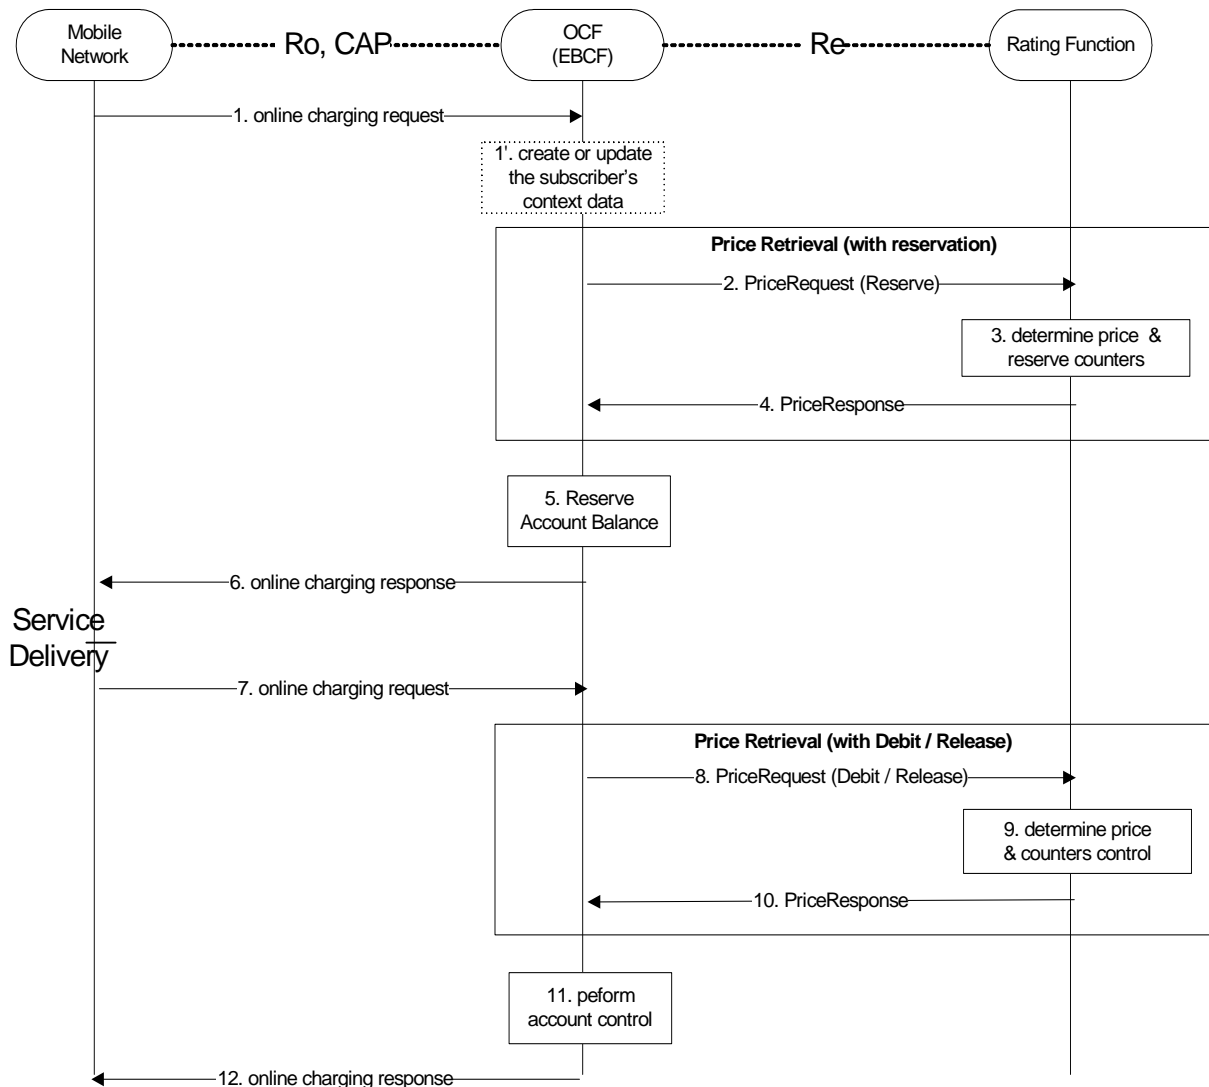 Mobile
Network
Ro, CAP
OCF
(EBCF)
Re
Rating Function
1. online charging request
1'. create or update
the subscriber's
context data
Price Retrieval (with reservation)
2. PriceRequest (Reserve)
3. determine price &
reserve counters
4. PriceResponse
5. Reserve
Account Balance
6. online charging response
Service
Delivery
7. online charging request
Price Retrieval (with Debit / Release)
8. PriceRequest (Debit / Release)
9. determine price
& counters control
10. PriceResponse
11. peform
account control
12. online charging response